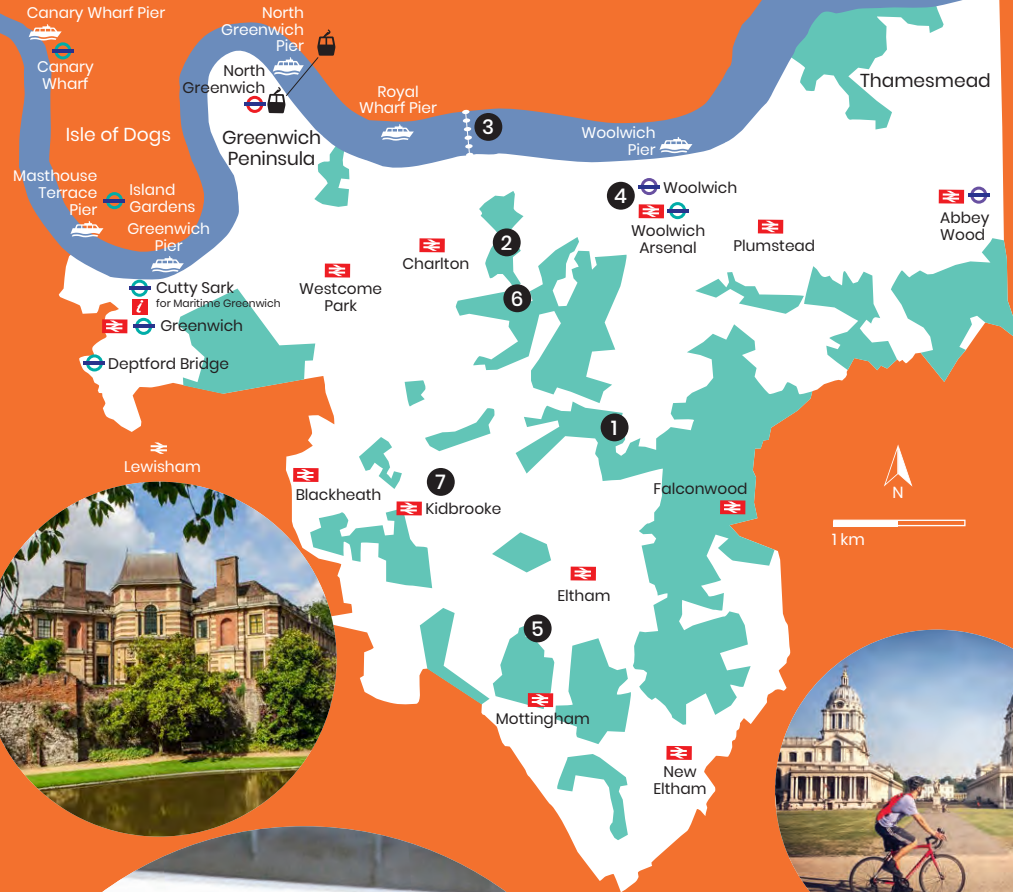 Canary Wharf Pier
Canary
Wharf
North
Greenwich
Pier
North
Greenwich
Royal
Wharf Pier
Thamesmead
Isle of Dogs
Greenwich
Peninsula
3
Woolwich
Pier
Masthouse
Terrace
Pier
Island
Gardens
Greenwich
Pier
4
Woolwich
Woolwich
Arsenal
Plumstead
Abbey
Wood
2
Charlton
Westcome
Park
6
Cutty Sark
i
for Maritime Greenwich
Greenwich
Deptford Bridge
1
Lewisham
Blackheath
7
Kidbrooke
Falconwood
N
1 km
Eltham
5
Mottingham
New
Eltham